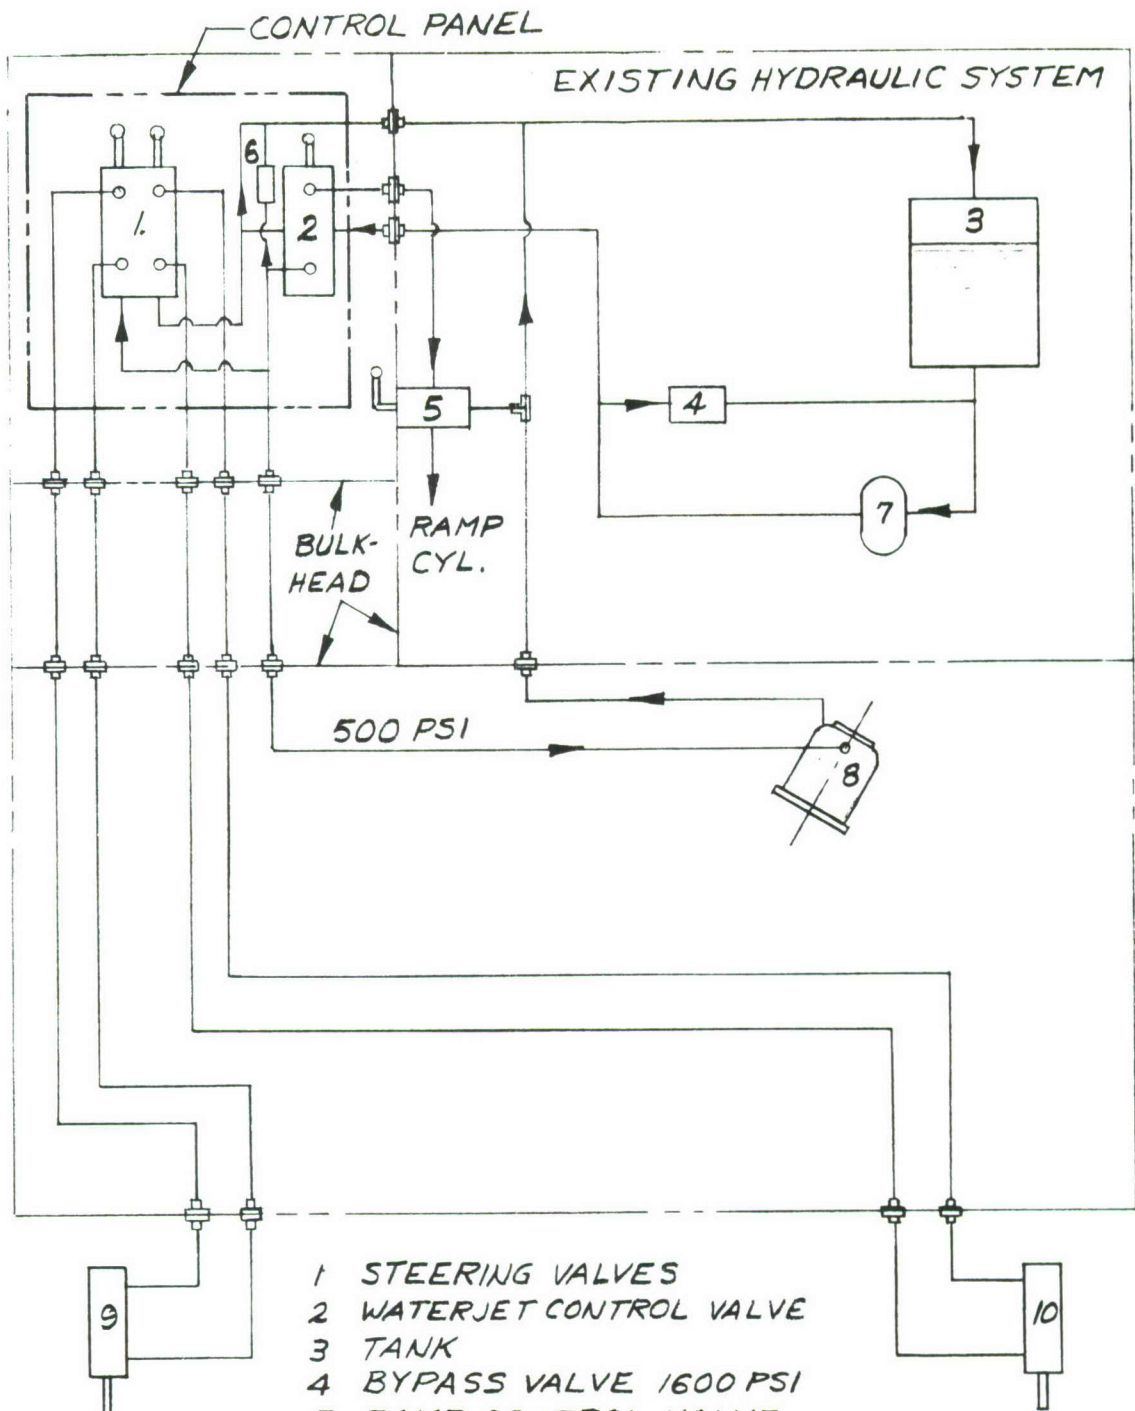 CONTROL PANEL
EXISTING HYDRAULIC SYSTEM
6
1.
2
3
5
4
RAMP
CYL.
7
BULK-
HEAD
500 PSI
8
9
10
1 STEERING VALVES
2 WATERJET CONTROL VALVE
3 TANK
4 BYPASS VALVE 1600 PSI